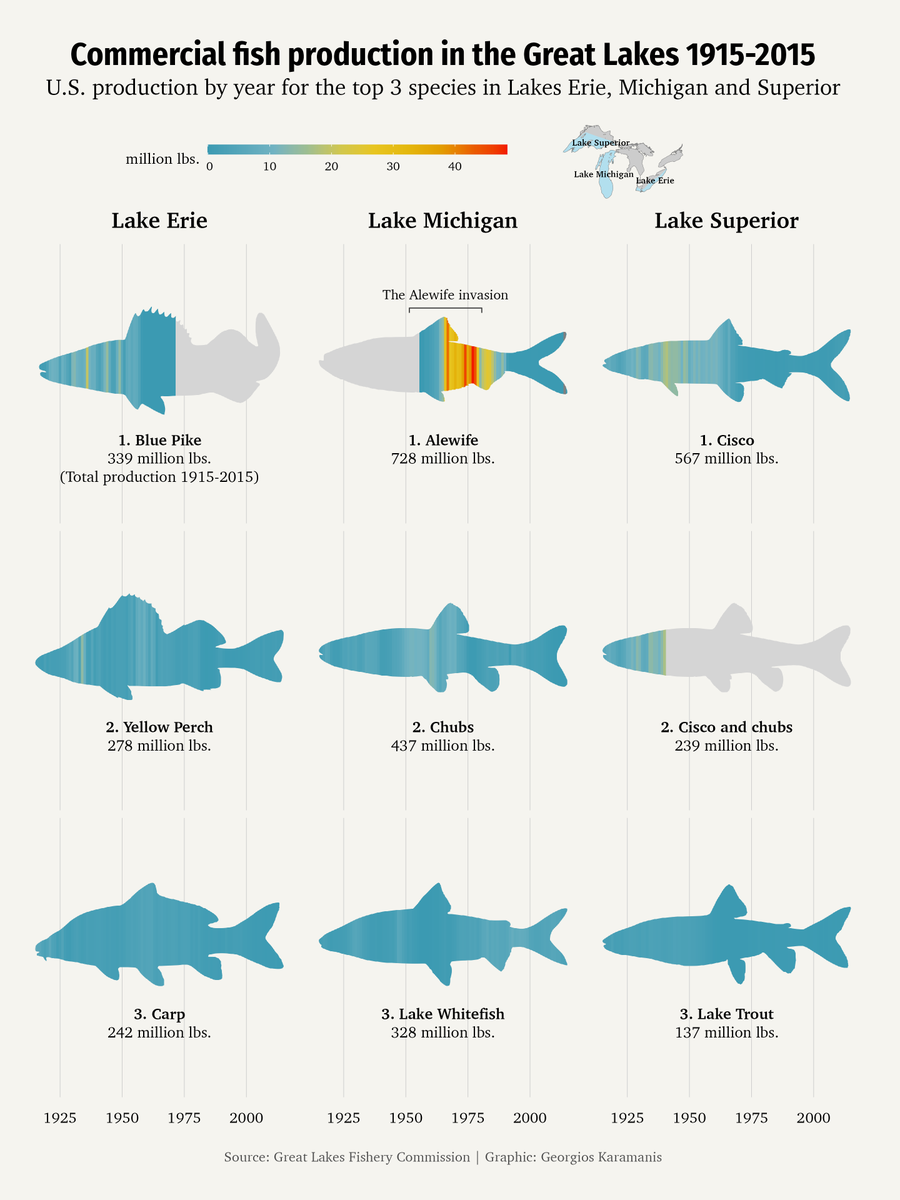 Commercial fish production in the Great Lakes 1915-2015
U.S. production by year for the top 3 species in Lakes Erie, Michigan and Superior
million lbs.
0 10 20 30 40
Lake Superior
Lake Michigan
Lake Erie
Lake Erie
Lake Michigan
Lake Superior
The Alewife invasion
1. Blue Pike
339 million lbs.
(Total production 1915-2015)
1. Alewife
728 million lbs.
1. Cisco
567 million lbs.
2. Yellow Perch
278 million lbs.
2. Chubs
437 million lbs.
2. Cisco and chubs
239 million lbs.
3. Carp
242 million lbs.
3. Lake Whitefish
328 million lbs.
3. Lake Trout
137 million lbs.
1925 1950 1975 2000
1925 1950 1975 2000
1925 1950 1975 2000
Source: Great Lakes Fishery Commission | Graphic: Georgios Karamanis